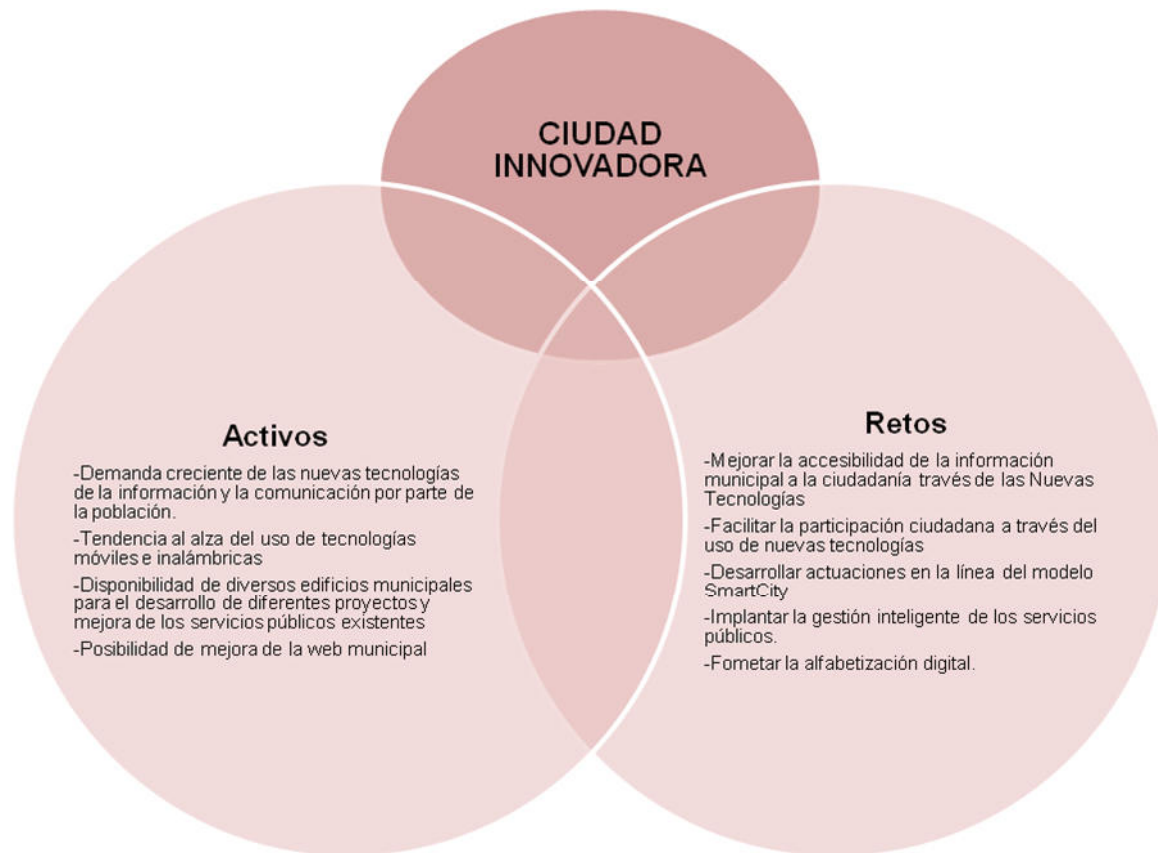 CIUDAD
INNOVADORA
Activos
-Demanda creciente de las nuevas tecnologías
de la información y la comunicación por parte de
la población.
-Tendencia al alza del uso de tecnologías
móviles e inalámbricas
-Disponibilidad de diversos edificios municipales
para el desarrollo de diferentes proyectos y
mejora de los servicios públicos existentes
-Posibilidad de mejora de la web municipal
Retos
-Mejorar la accesibilidad de la información
municipal a la ciudadanía través de las Nuevas
Tecnologías
-Facilitar la participación ciudadana a través del
uso de nuevas tecnologías
-Desarrollar actuaciones en la línea del modelo
SmartCity
-Implantar la gestión inteligente de los servicios
públicos.
-Fometar la alfabetización digital.